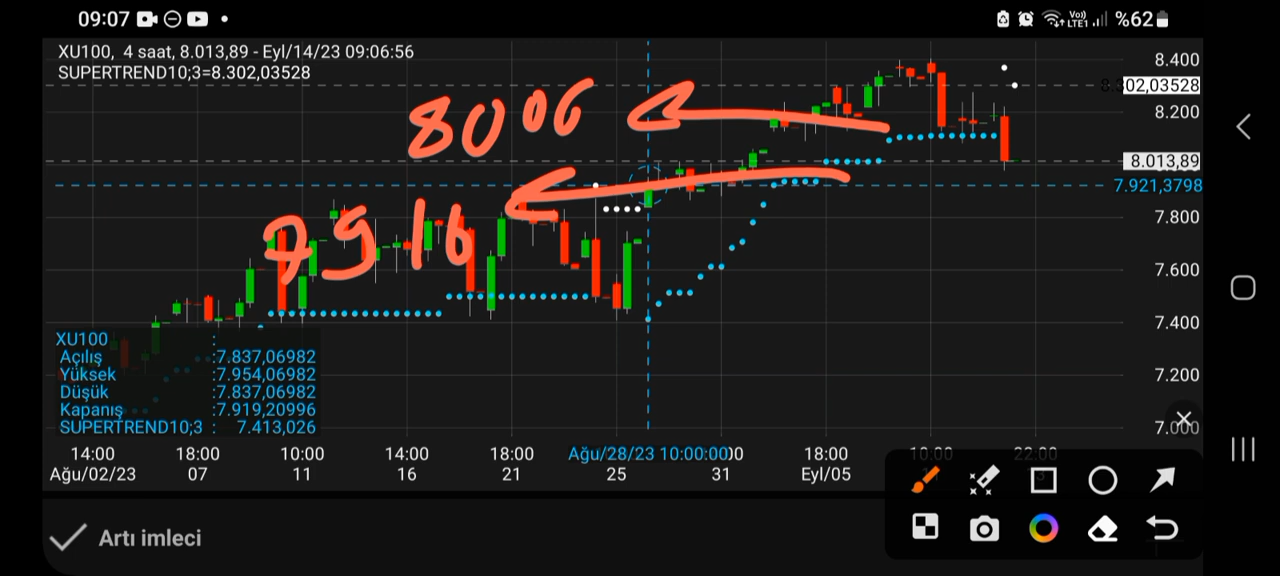 09:07 Vo)) LTE1 %62
XU100, 4 saat, 8.013,89 - Eyl/14/23 09:06:56
SUPERTREND10;3=8.302,03528
8.400
02,03528
8.200
8006
8.013,89
7.921,3798
7916
7.800
7.600
7.400
7.200
7.000
XU100 :
Açılış :7.837,06982
Yüksek :7.954,06982
Düşük :7.837,06982
Kapanış :7.919,20996
SUPERTREND10;3 : 7.413,026
14:00 18:00 10:00 14:00 18:00 Ağu/28/23 10:00:00 00 18:00 10:00 22:00
Ağu/02/23 07 11 16 21 25 31 Eyl/05
Artı imleci